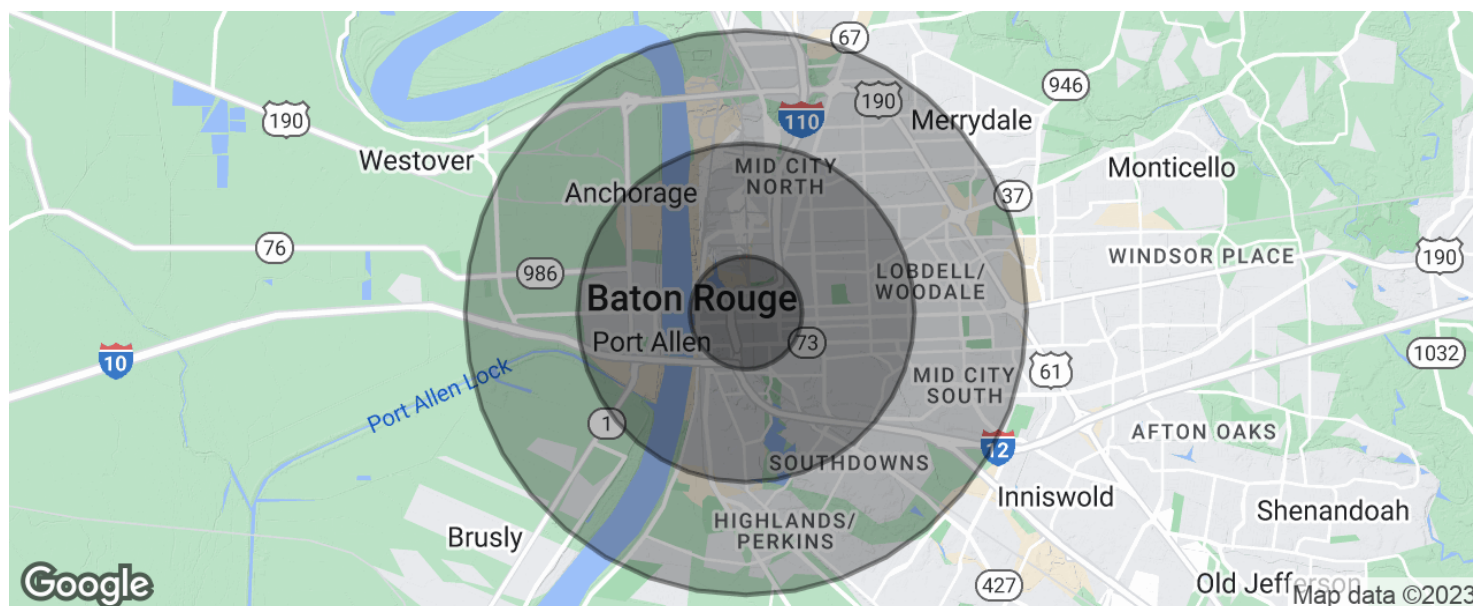 67
946
190
190
110
Merrydale
Westover
MID CITY
NORTH
Monticello
Anchorage
37
76
WINDSOR PLACE
190
986
LOBDELL/
WOODALE
Baton Rouge
Port Allen
73
10
1032
61
MID CITY
SOUTH
Port Allen Lock
1
AFTON OAKS
12
SOUTHDOWNS
Inniswold
Shenandoah
HIGHLANDS/
PERKINS
Brusly
Google
427
Old Jefferson
Map data ©2023